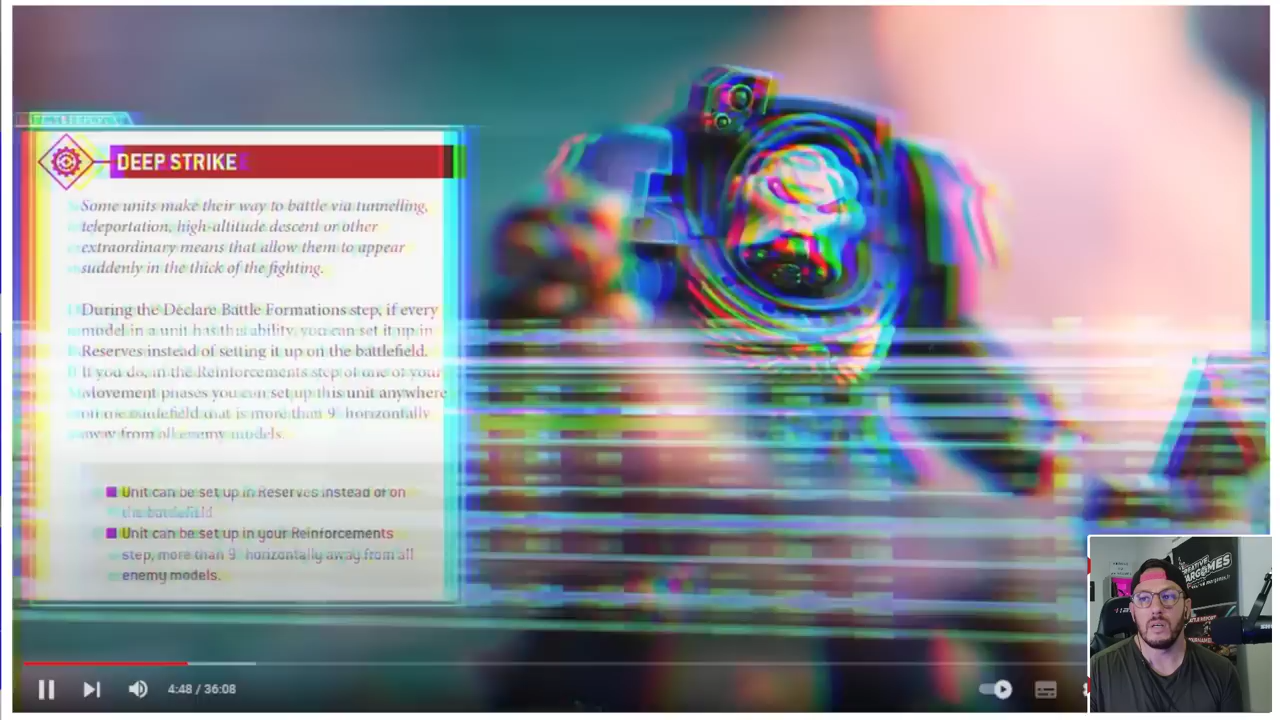 DEEP STRIKE
Some units make their way to battle via tunnelling,
teleportation, high-altitude descent or other
extraordinary means that allow them to appear
suddenly in the thick of the fighting.
During the Declare Battle Formations step, if every
model in a unit has this ability, you can set it up in
Reserves instead of setting it up on the battlefield.
If you do, in the Reinforcements step of one of your
Movement phases you can set up this unit anywhere
on the battlefield that is more than 9" horizontally
away from all enemy models.
Unit can be set up in Reserves instead of on
the battlefield
Unit can be set up in your Reinforcements
step, more than 9" horizontally away from all
enemy models.
4:48 / 36:08
CREATIVE
WARGAMES